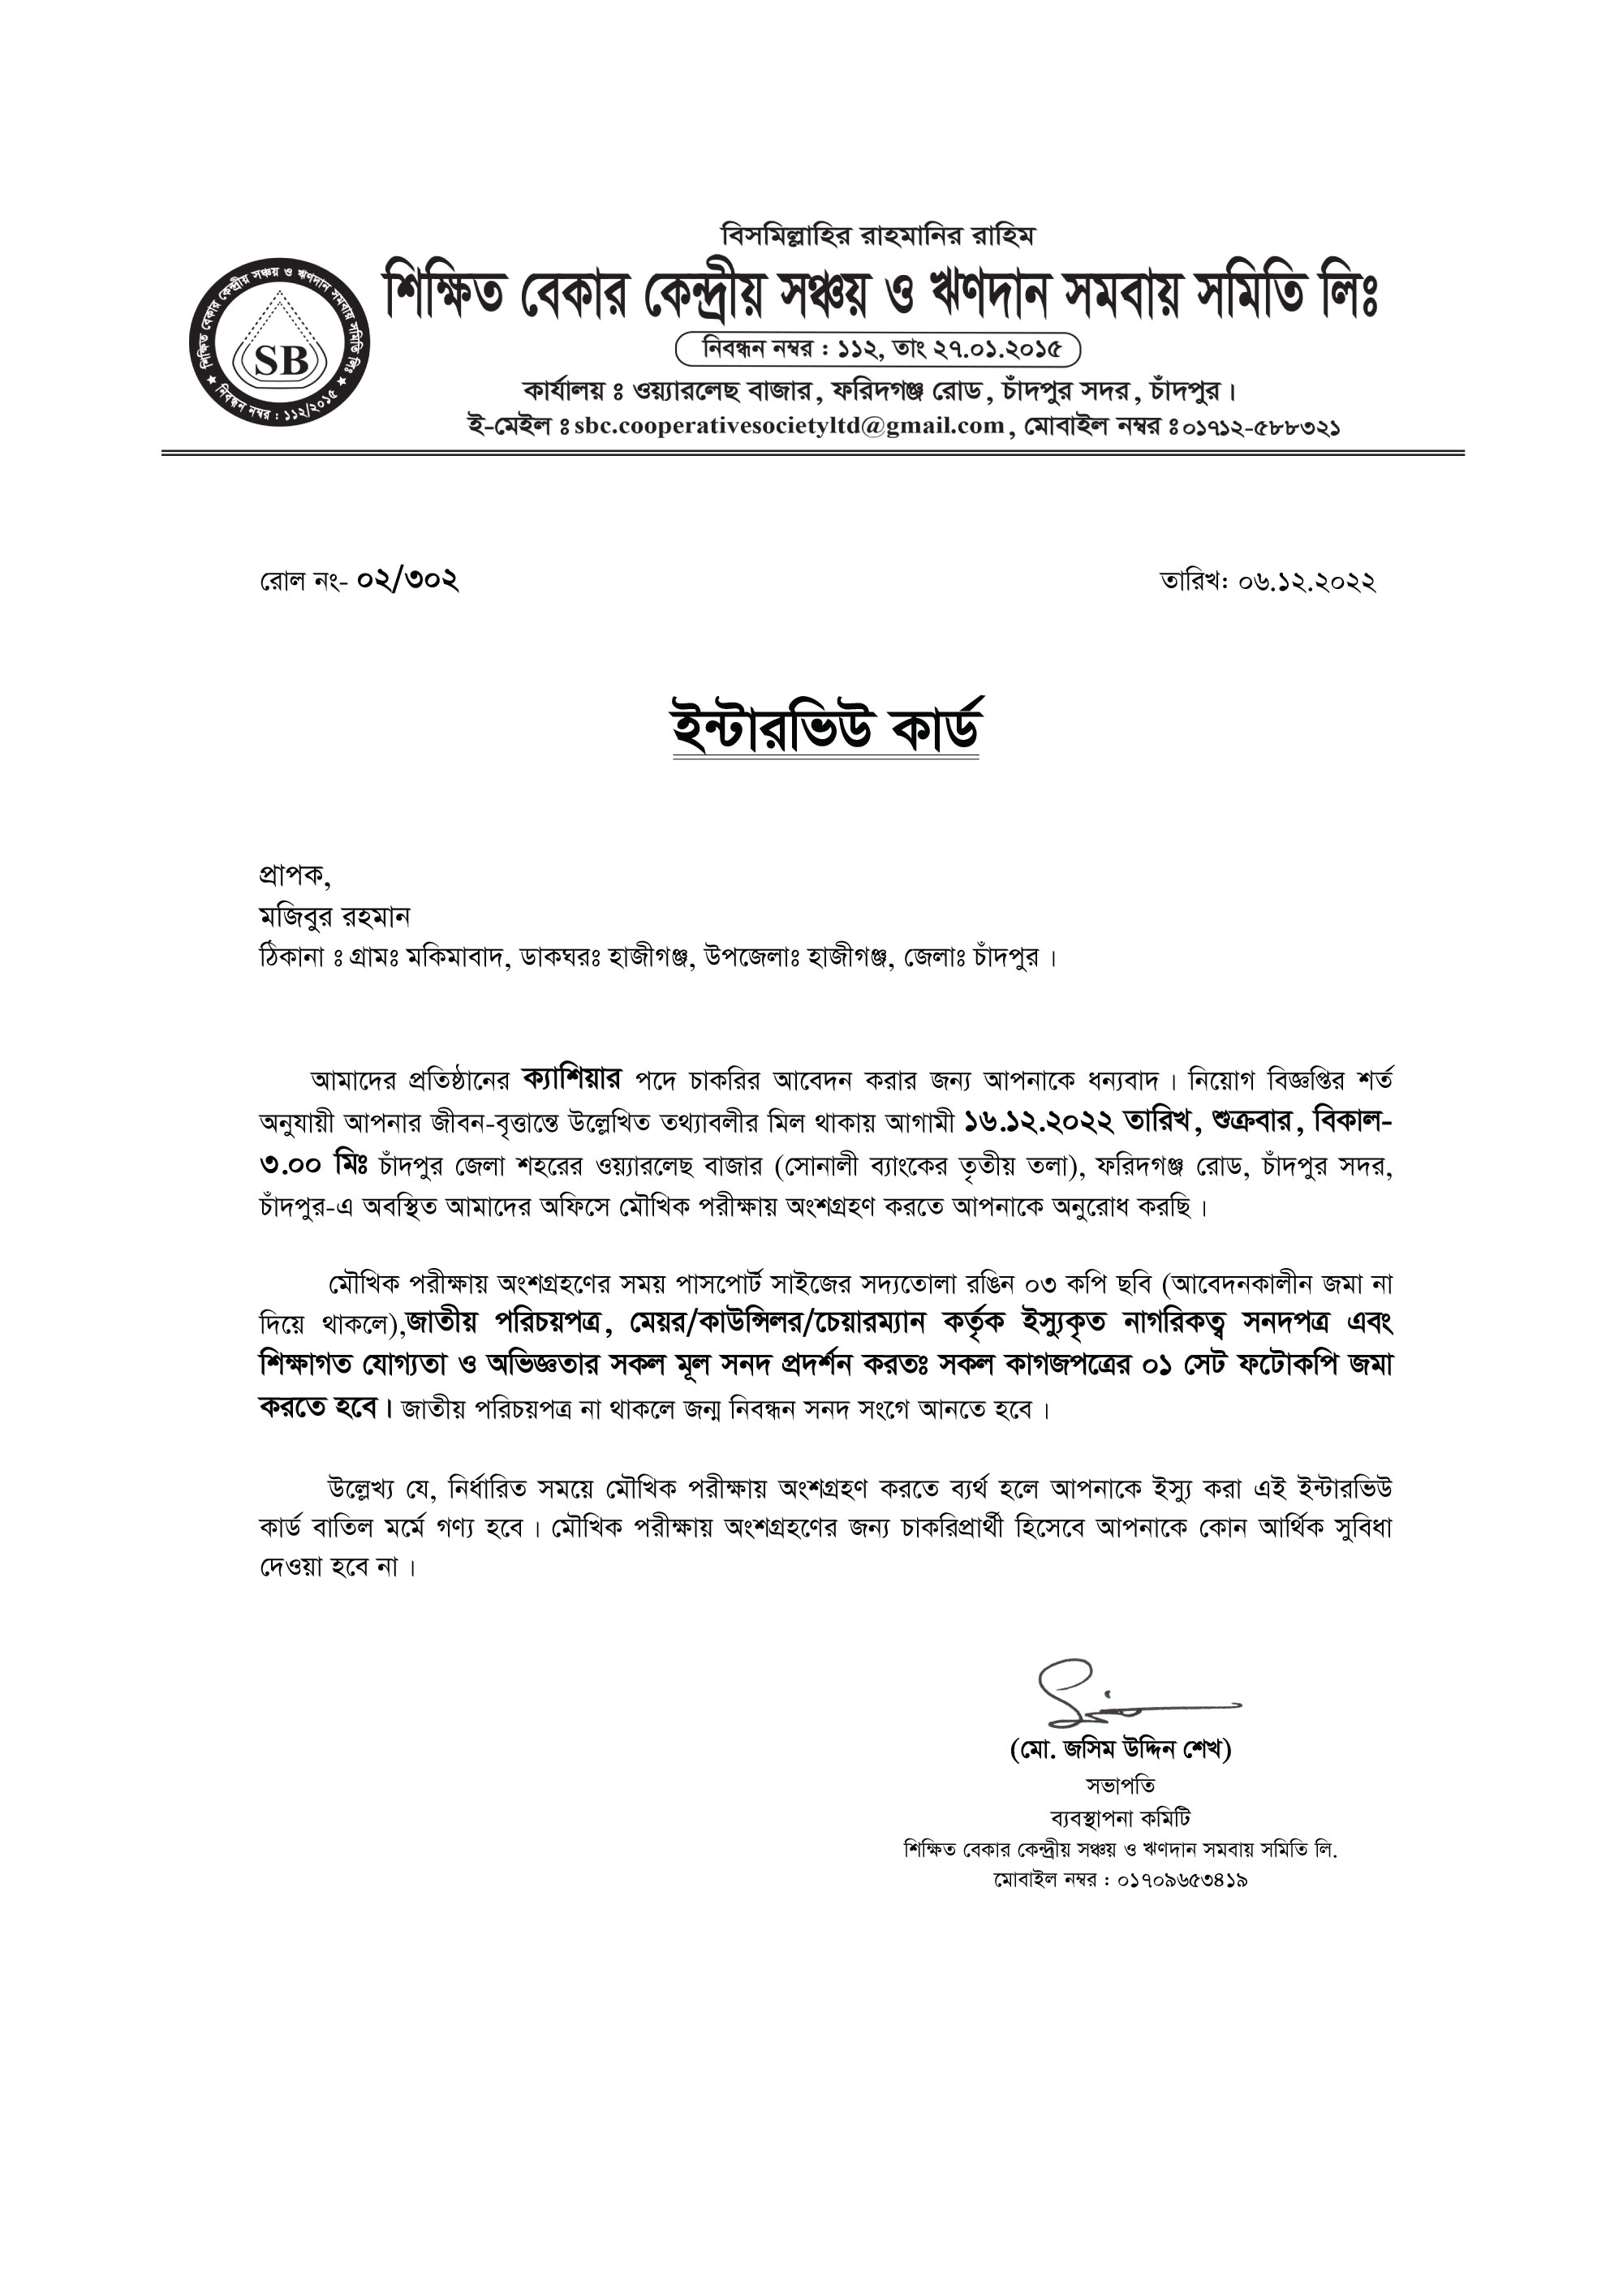 বিসমিল্লাহির রাহমানির রাহিম
শিক্ষিত বেকার কেন্দ্রীয় সঞ্চয় ও ঋণদান সমবায় সমিতি লিঃ
শিক্ষিত বেকার কেন্দ্রীয় সঞ্চয় ও ঋণদান সমবায় সমিতি লিঃ
SB
নিবন্ধন নম্বর : ১১২/২০১৫
নিবন্ধন নম্বর : ১১২, তাং ২৭.০১.২০১৫
কার্যালয় ঃ ওয়্যারলেছ বাজার, ফরিদগঞ্জ রোড, চাঁদপুর সদর, চাঁদপুর।
ই-মেইল ঃ sbc.cooperativesocietyltd@gmail.com, মোবাইল নম্বর ঃ ০১৭১২-৫৮৮৩২১
রোল নং- ০২/৩০২ তারিখ: ০৬.১২.২০২২
ইন্টারভিউ কার্ড
প্রাপক,
মজিবুর রহমান
ঠিকানা ঃ গ্রামঃ মকিমাবাদ, ডাকঘরঃ হাজীগঞ্জ, উপজেলাঃ হাজীগঞ্জ, জেলাঃ চাঁদপুর।
আমাদের প্রতিষ্ঠানের ক্যাশিয়ার পদে চাকরির আবেদন করার জন্য আপনাকে ধন্যবাদ। নিয়োগ বিজ্ঞপ্তির শর্ত
অনুযায়ী আপনার জীবন-বৃত্তান্তে উল্লেখিত তথ্যাবলীর মিল থাকায় আগামী ১৬.১২.২০২২ তারিখ, শুক্রবার, বিকাল-
৩.০০ মিঃ চাঁদপুর জেলা শহরের ওয়্যারলেছ বাজার (সোনালী ব্যাংকের তৃতীয় তলা), ফরিদগঞ্জ রোড, চাঁদপুর সদর,
চাঁদপুর-এ অবস্থিত আমাদের অফিসে মৌখিক পরীক্ষায় অংশগ্রহণ করতে আপনাকে অনুরোধ করছি।
মৌখিক পরীক্ষায় অংশগ্রহণের সময় পাসপোর্ট সাইজের সদ্যতোলা রঙিন ০৩ কপি ছবি (আবেদনকালীন জমা না
দিয়ে থাকলে),জাতীয় পরিচয়পত্র, মেয়র/কাউন্সিলর/চেয়ারম্যান কর্তৃক ইস্যুকৃত নাগরিকত্ব সনদপত্র এবং
শিক্ষাগত যোগ্যতা ও অভিজ্ঞতার সকল মূল সনদ প্রদর্শন করতঃ সকল কাগজপত্রের ০১ সেট ফটোকপি জমা
করতে হবে। জাতীয় পরিচয়পত্র না থাকলে জন্ম নিবন্ধন সনদ সংগে আনতে হবে।
উল্লেখ্য যে, নির্ধারিত সময়ে মৌখিক পরীক্ষায় অংশগ্রহণ করতে ব্যর্থ হলে আপনাকে ইস্যু করা এই ইন্টারভিউ
কার্ড বাতিল মর্মে গণ্য হবে। মৌখিক পরীক্ষায় অংশগ্রহণের জন্য চাকরিপ্রার্থী হিসেবে আপনাকে কোন আর্থিক সুবিধা
দেওয়া হবে না।
(মো. জসিম উদ্দিন শেখ)
সভাপতি
ব্যবস্থাপনা কমিটি
শিক্ষিত বেকার কেন্দ্রীয় সঞ্চয় ও ঋণদান সমবায় সমিতি লি.
মোবাইল নম্বর : ০১৭০৯৬৫৩৪১৯